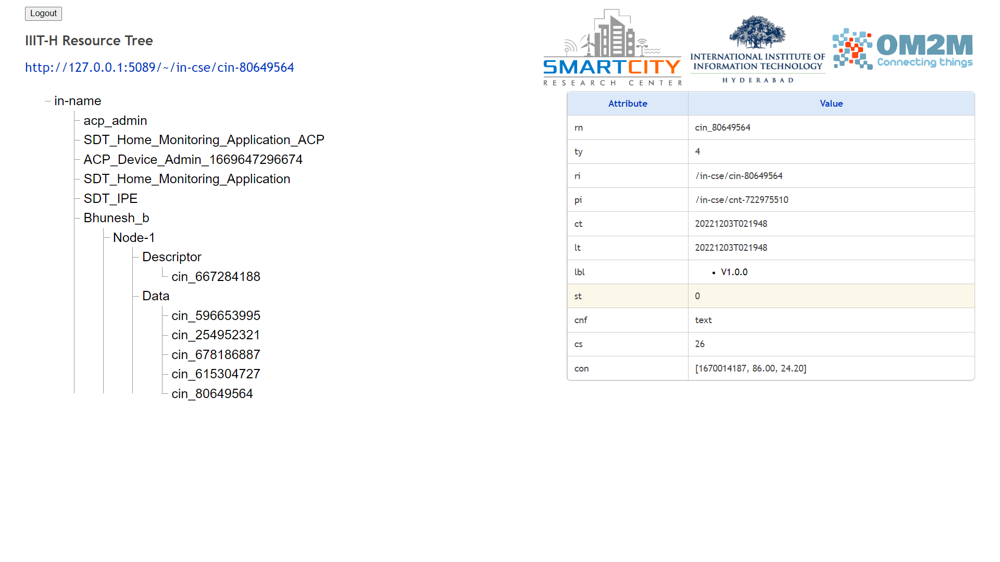 Logout
IIIT-H Resource Tree
http://127.0.0.1:5089/~/in-cse/cin-80649564
in-name
acp_admin
SDT_Home_Monitoring_Application_ACP
ACP_Device_Admin_1669647296674
SDT_Home_Monitoring_Application
SDT_IPE
Bhunesh_b
Node-1
Descriptor
cin_667284188
Data
cin_596653995
cin_254952321
cin_678186887
cin_615304727
cin_80649564
SMARTCITY
RESEARCH CENTER
INTERNATIONAL INSTITUTE OF
INFORMATION TECHNOLOGY
HYDERABAD
OM2M
Connecting things
Attribute Value
rn cin_80649564
ty 4
ri /in-cse/cin-80649564
pi /in-cse/cnt-722975510
ct 20221203T021948
lt 20221203T021948
lbl • V1.0.0
st 0
cnf text
cs 26
con [1670014187, 86.00, 24.20]